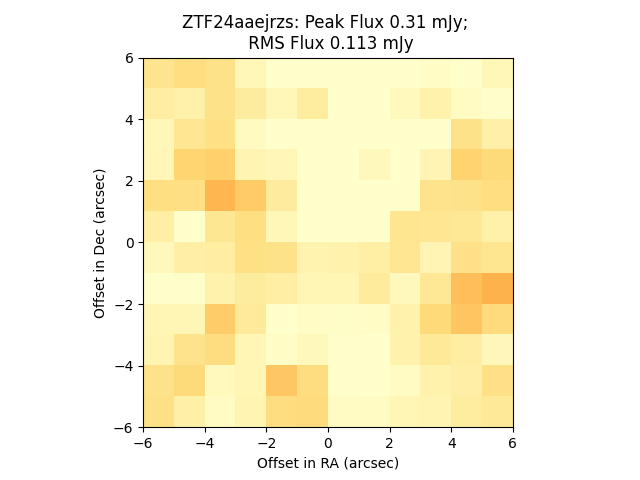 ZTF24aaejrzs: Peak Flux 0.31 mJy;
RMS Flux 0.113 mJy
6
4
2
0
−2
−4
−6
Offset in Dec (arcsec)
−6 −4 −2 0 2 4 6
Offset in RA (arcsec)